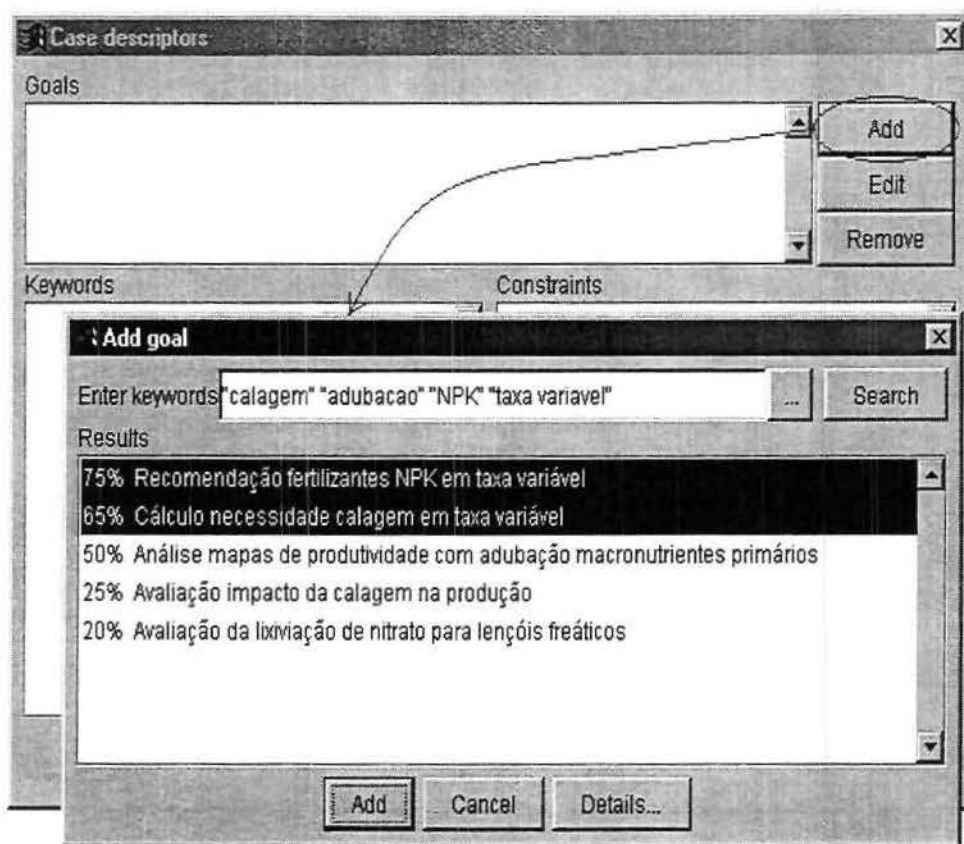 Case descriptors
Goals
Add
Edit
Remove
Keywords Constraints
Add goal
Enter keywords "calagem" "adubacao" "NPK" "taxa variavel" ... Search
Results
75% Recomendação fertilizantes NPK em taxa variável
65% Cálculo necessidade calagem em taxa variável
50% Análise mapas de produtividade com adubação macronutrientes primários
25% Avaliação impacto da calagem na produção
20% Avaliação da lixiviação de nitrato para lençóis freáticos
Add Cancel Details...